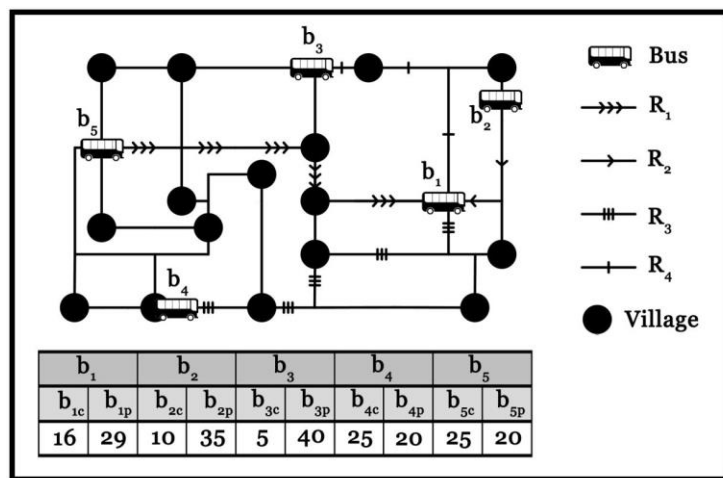 b₃
Bus
b₅
b₂
R₁
b₁
R₂
R₃
b₄
R₄
Village
b₁ b₂ b₃ b₄ b₅
b₁c b₁p b₂c b₂p b₃c b₃p b₄c b₄p b₅c b₅p
16 29 10 35 5 40 25 20 25 20